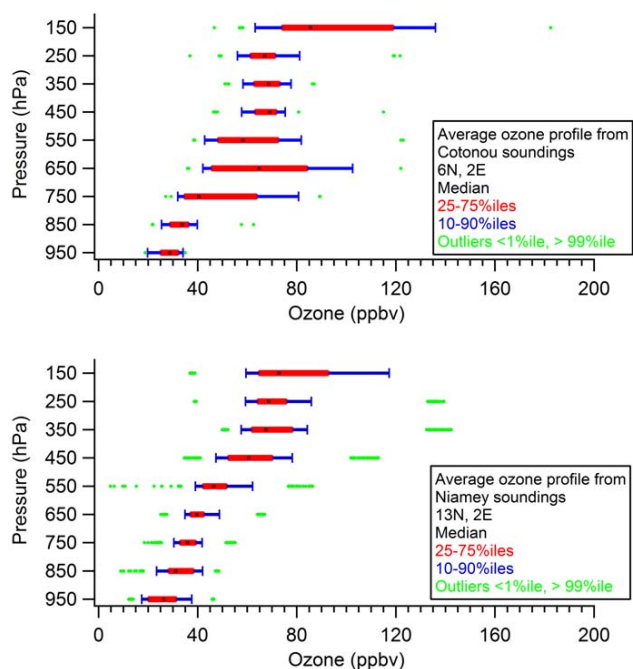 150
250
350
450
550
650
750
850
950
Pressure (hPa)
0 40 80 120 160 200
Ozone (ppbv)
Average ozone profile from
Cotonou soundings
6N, 2E
Median
25-75%iles
10-90%iles
Outliers <1%ile, > 99%ile
150
250
350
450
550
650
750
850
950
Pressure (hPa)
0 40 80 120 160 200
Ozone (ppbv)
Average ozone profile from
Niamey soundings
13N, 2E
Median
25-75%iles
10-90%iles
Outliers <1%ile, > 99%ile